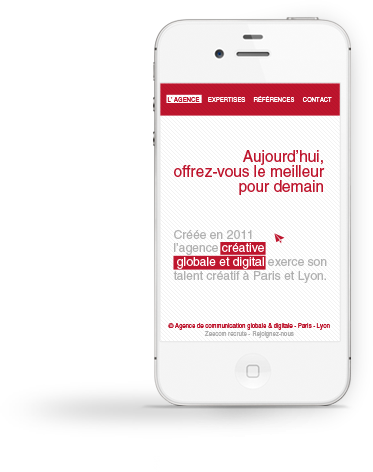 L' AGENCE EXPERTISES RÉFÉRENCES CONTACT
Aujourd'hui,
offrez-vous le meilleur
pour demain
Créée en 2011
l'agence créative
globale et digital exerce son
talent créatif à Paris et Lyon.
© Agence de communication globale & digitale - Paris - Lyon
Zeecom recrute - Rejoignez-nous